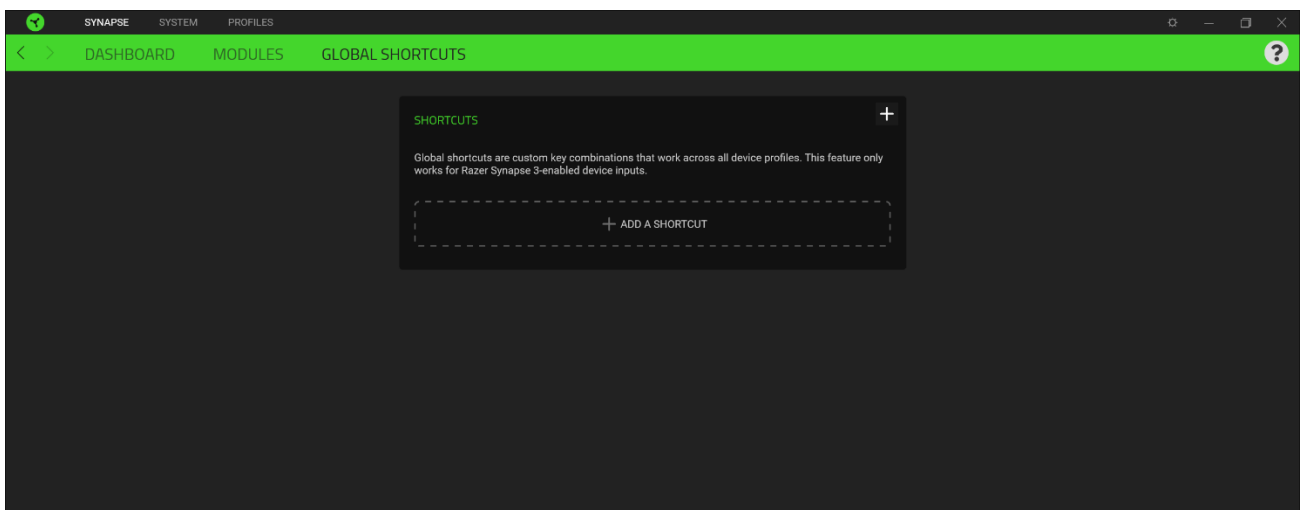 SYNAPSE SYSTEM PROFILES
DASHBOARD MODULES GLOBAL SHORTCUTS
?
SHORTCUTS
Global shortcuts are custom key combinations that work across all device profiles. This feature only
works for Razer Synapse 3-enabled device inputs.
ADD A SHORTCUT